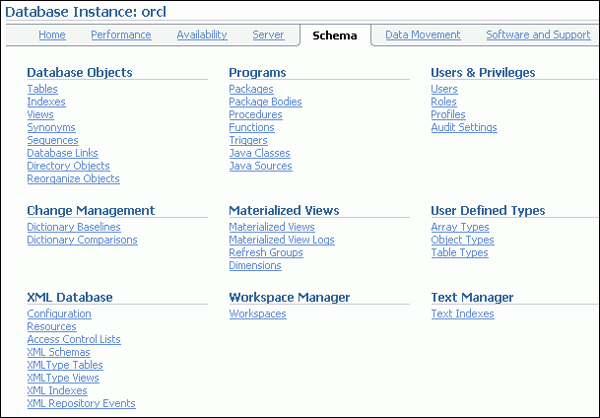 Database Instance: orcl
Home Performance Availability Server Schema Data Movement Software and Support
Database Objects
Tables
Indexes
Views
Synonyms
Sequences
Database Links
Directory Objects
Reorganize Objects
Programs
Packages
Package Bodies
Procedures
Functions
Triggers
Java Classes
Java Sources
Users & Privileges
Users
Roles
Profiles
Audit Settings
Change Management
Dictionary Baselines
Dictionary Comparisons
Materialized Views
Materialized Views
Materialized View Logs
Refresh Groups
Dimensions
User Defined Types
Array Types
Object Types
Table Types
XML Database
Configuration
Resources
Access Control Lists
XML Schemas
XMLType Tables
XMLType Views
XML Indexes
XML Repository Events
Workspace Manager
Workspaces
Text Manager
Text Indexes